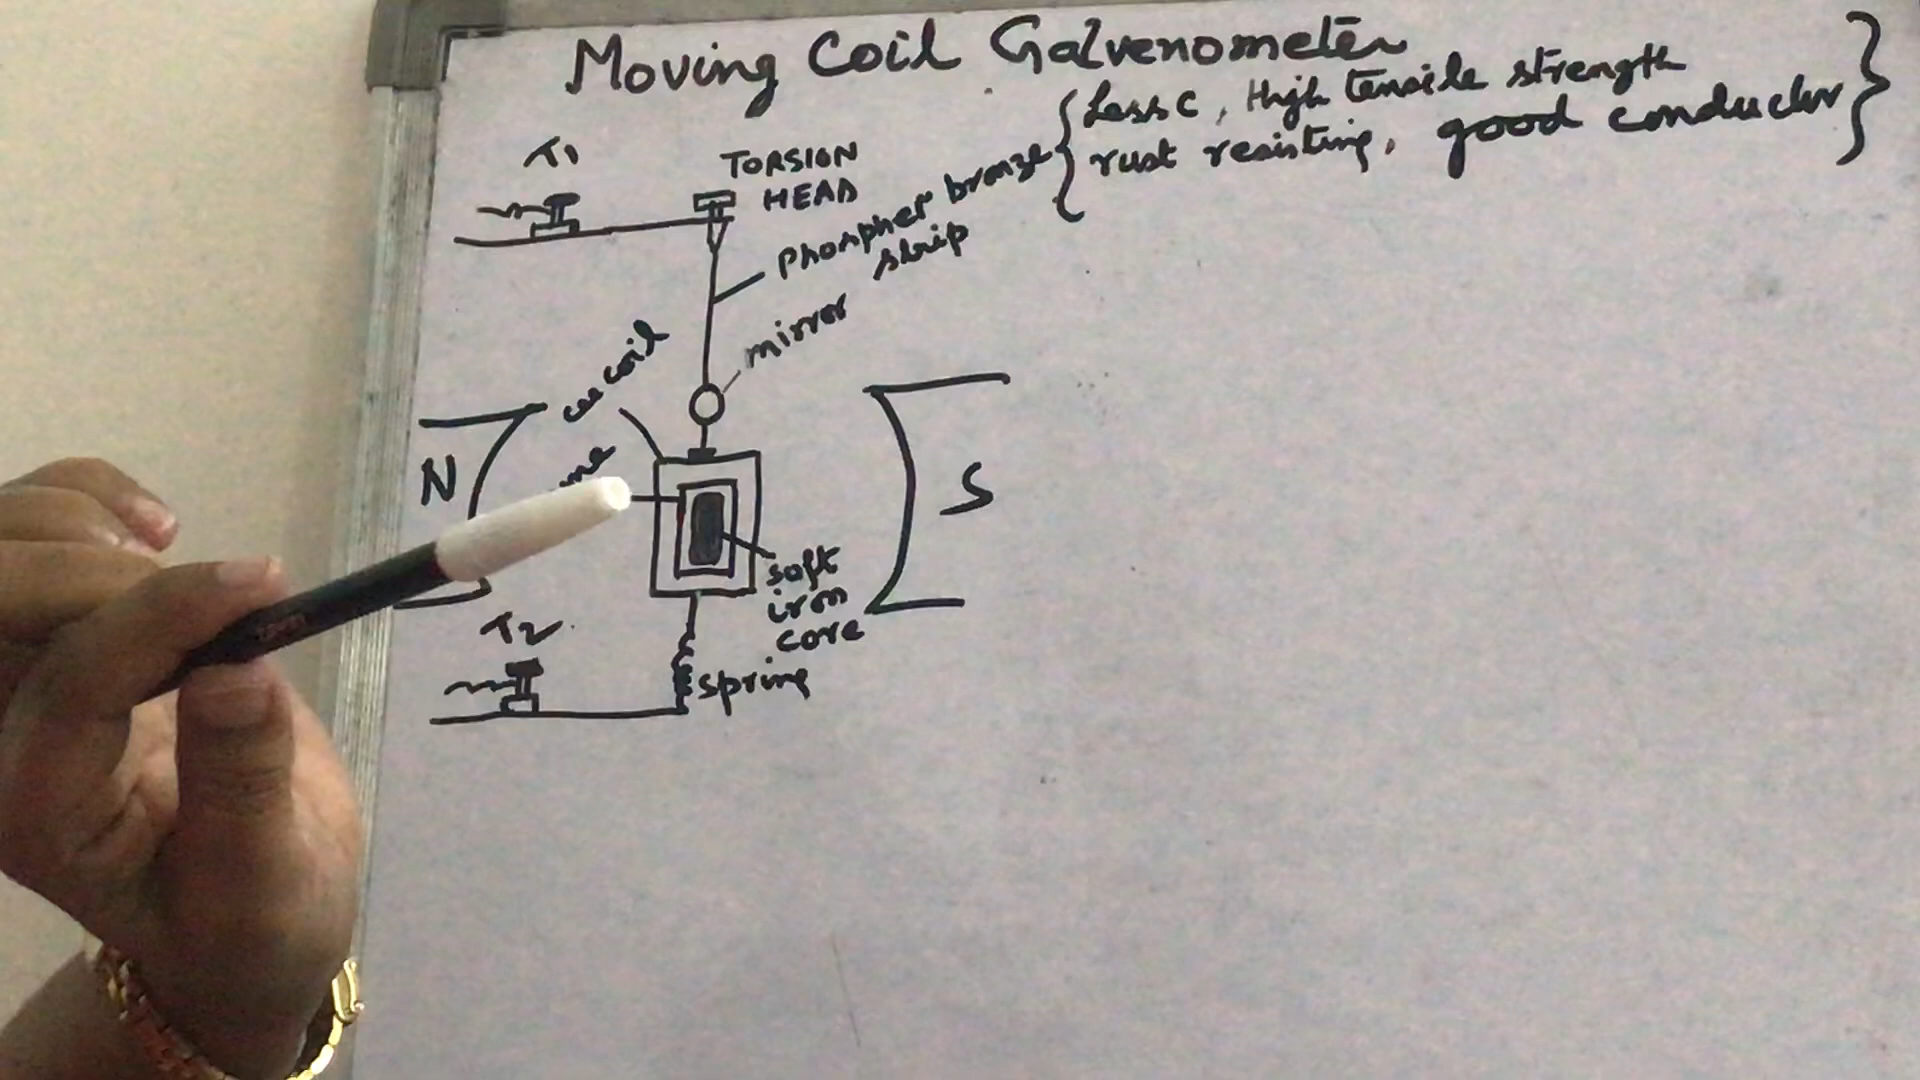 Moving Coil Galvenometer
{ Less C, High tensile strength
rust resisting, good conductor }
T1
TORSION
HEAD
Phospher bronze
strip
mirror
coil
N
S
soft
iron
core
T2
spring